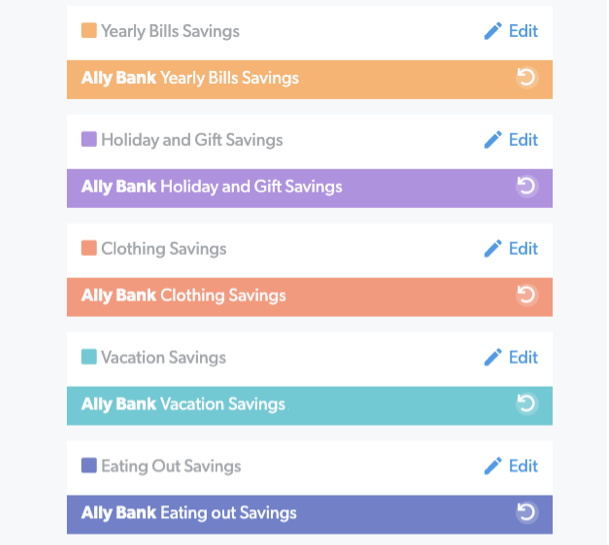 Yearly Bills Savings Edit
Ally Bank Yearly Bills Savings
Holiday and Gift Savings Edit
Ally Bank Holiday and Gift Savings
Clothing Savings Edit
Ally Bank Clothing Savings
Vacation Savings Edit
Ally Bank Vacation Savings
Eating Out Savings Edit
Ally Bank Eating out Savings